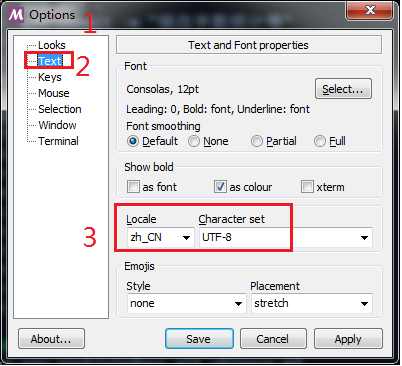 M Options
1
Looks
Text
2
Keys
Mouse
Selection
Window
Terminal
Text and Font properties
Font
Consolas, 12pt
Select...
Leading: 0, Bold: font, Underline: font
Font smoothing
Default None Partial Full
Show bold
as font as colour xterm
3
Locale Character set
zh_CN UTF-8
Emojis
Style Placement
none stretch
About... Save Cancel Apply